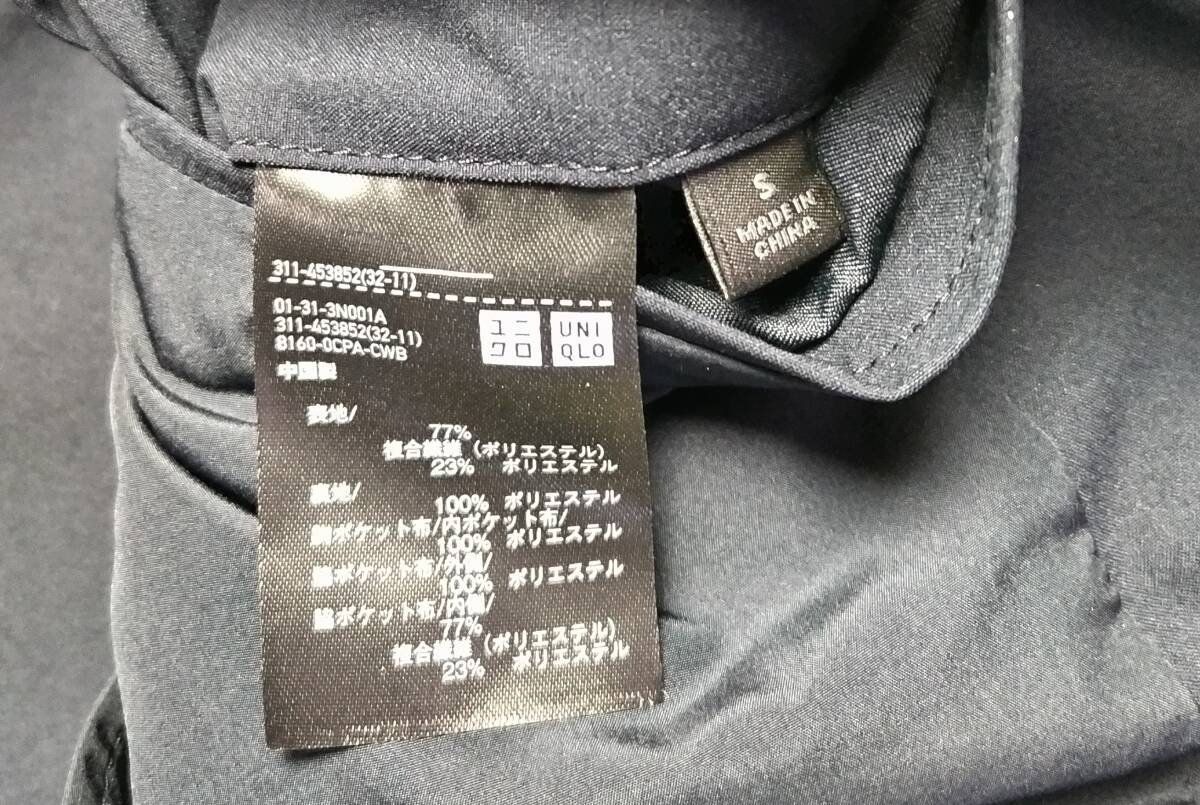 311-453852(32-11)
01-31-3N001A
311-453852(32-11)
8160-0CPA-CWB
中国製
ユニ
クロ
UNI
QLO
表地/
77%
複合繊維 (ポリエステル)
23% ポリエステル
裏地/
100% ポリエステル
胸ポケット布/内ポケット布/
100% ポリエステル
脇ポケット布/外側/
100% ポリエステル
脇ポケット布/内側/
77%
複合繊維 (ポリエステル)
23% ポリエステル
S
MADE IN
CHINA